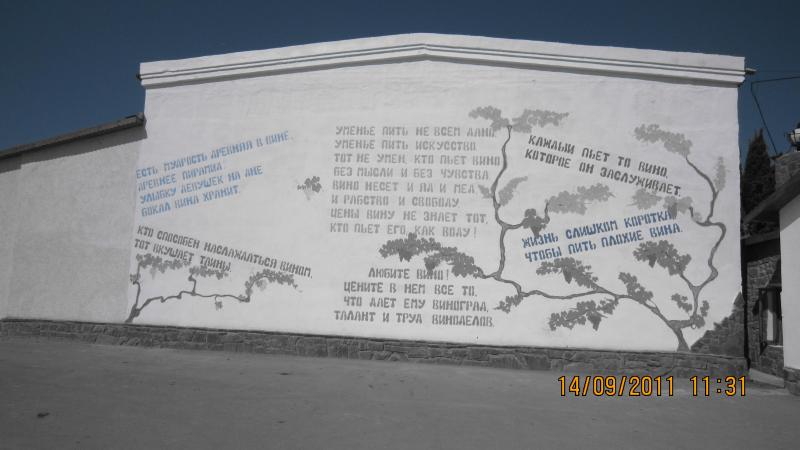 ЕСТЬ МУДРОСТЬ ДРЕВНЯЯ В ВИНЕ,
ДРЕВНЕЕ ПИРАМИД
УЛЫБКУ ДЕВУШЕК НА ДНЕ
БОКАЛ ВИНА ХРАНИТ.
КТО СПОСОБЕН НАСЛАЖДАТЬСЯ ВИНОМ,
ТОТ ВКУШАЕТ ТАЙНЫ.
УМЕНЬЕ ПИТЬ НЕ ВСЕМ ДАНО,
УМЕНЬЕ ПИТЬ ИСКУССТВО.
ТОТ НЕ УМЕН, КТО ПЬЕТ ВИНО
БЕЗ МЫСЛИ И БЕЗ ЧУВСТВА.
ВИНО НЕСЕТ И ЯД И МЕД
И РАБСТВО И СВОБОДУ.
ЦЕНЫ ВИНУ НЕ ЗНАЕТ ТОТ,
КТО ПЬЕТ ЕГО, КАК ВОДУ!
ЛЮБИТЕ ВИНО!
ЦЕНИТЕ В НЕМ ВСЕ ТО,
ЧТО ДАЕТ ЕМУ ВИНОГРАД,
ТАЛАНТ И ТРУД ВИНОДЕЛОВ.
КАЖДЫЙ ПЬЕТ ТО ВИНО,
КОТОРОЕ ОН ЗАСЛУЖИВАЕТ.
ЖИЗНЬ СЛИШКОМ КОРОТКА
ЧТОБЫ ПИТЬ ПЛОХИЕ ВИНА.
14/09/2011 11:31